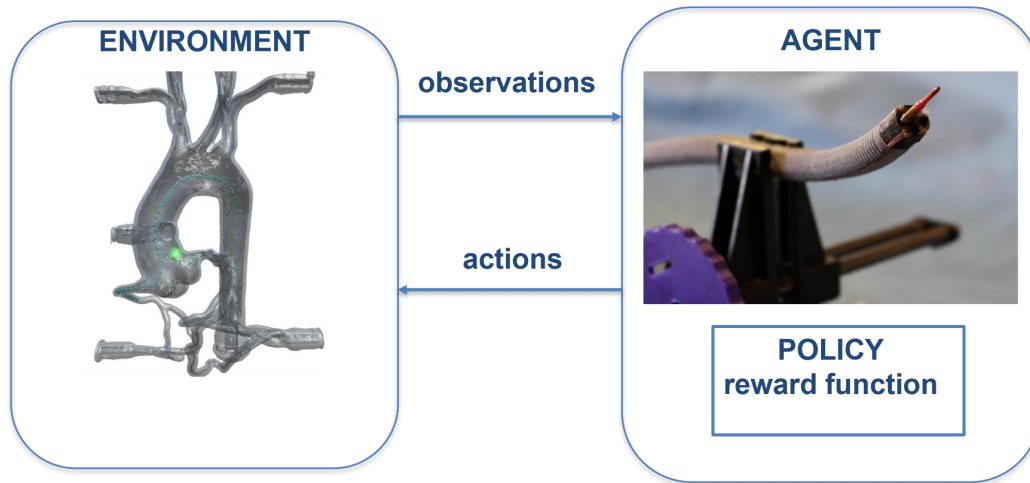 ENVIRONMENT
observations
actions
AGENT
POLICY
reward function